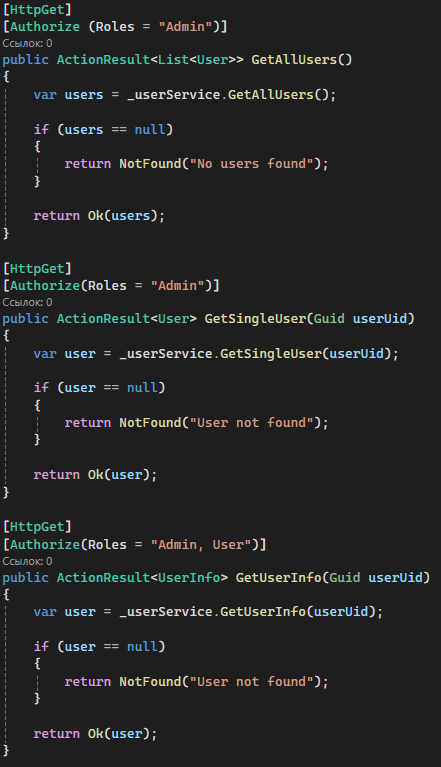 [HttpGet]
[Authorize (Roles = "Admin")]
Ссылок: 0
public ActionResult<List<User>> GetAllUsers()
{
var users = _userService.GetAllUsers();
if (users == null)
{
return NotFound("No users found");
}
return Ok(users);
}
[HttpGet]
[Authorize(Roles = "Admin")]
Ссылок: 0
public ActionResult<User> GetSingleUser(Guid userUid)
{
var user = _userService.GetSingleUser(userUid);
if (user == null)
{
return NotFound("User not found");
}
return Ok(user);
}
[HttpGet]
[Authorize(Roles = "Admin, User")]
Ссылок: 0
public ActionResult<UserInfo> GetUserInfo(Guid userUid)
{
var user = _userService.GetUserInfo(userUid);
if (user == null)
{
return NotFound("User not found");
}
return Ok(user);
}